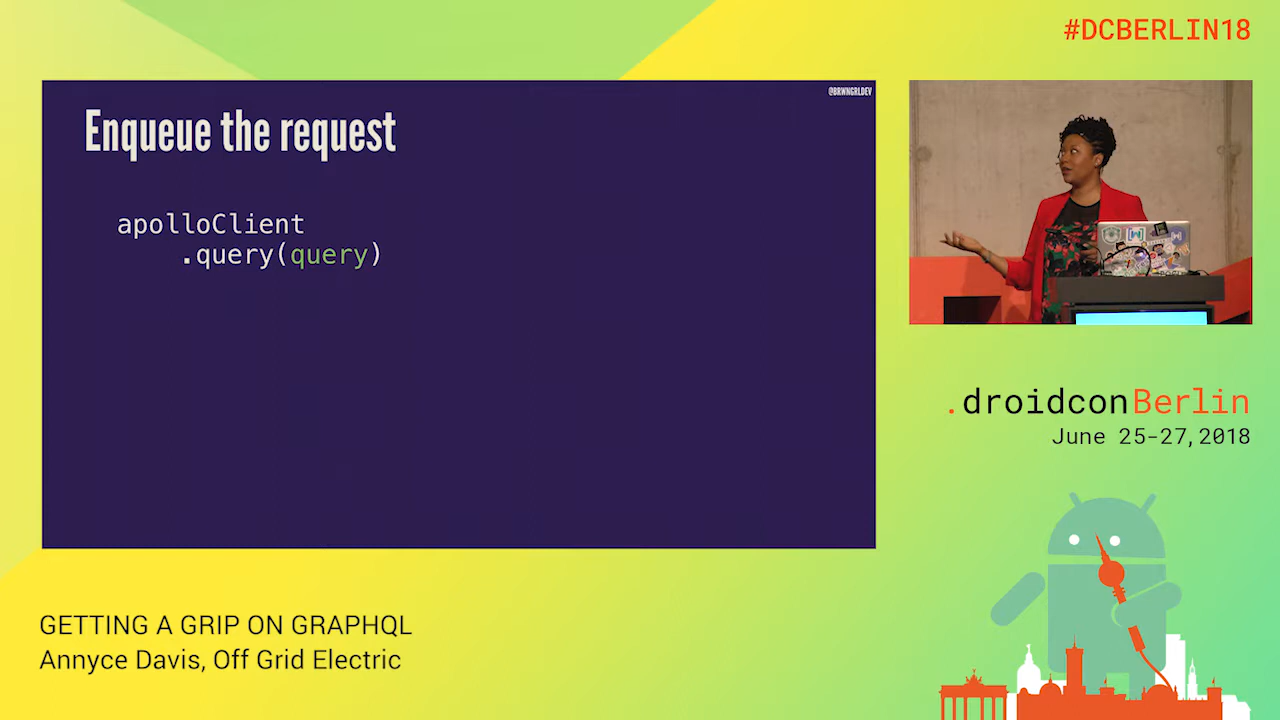 #DCBERLIN18
@BRWNGRLDEV
Enqueue the request
apolloClient
.query(query)
.droidconBerlin
June 25-27, 2018
GETTING A GRIP ON GRAPHQL
Annyce Davis, Off Grid Electric